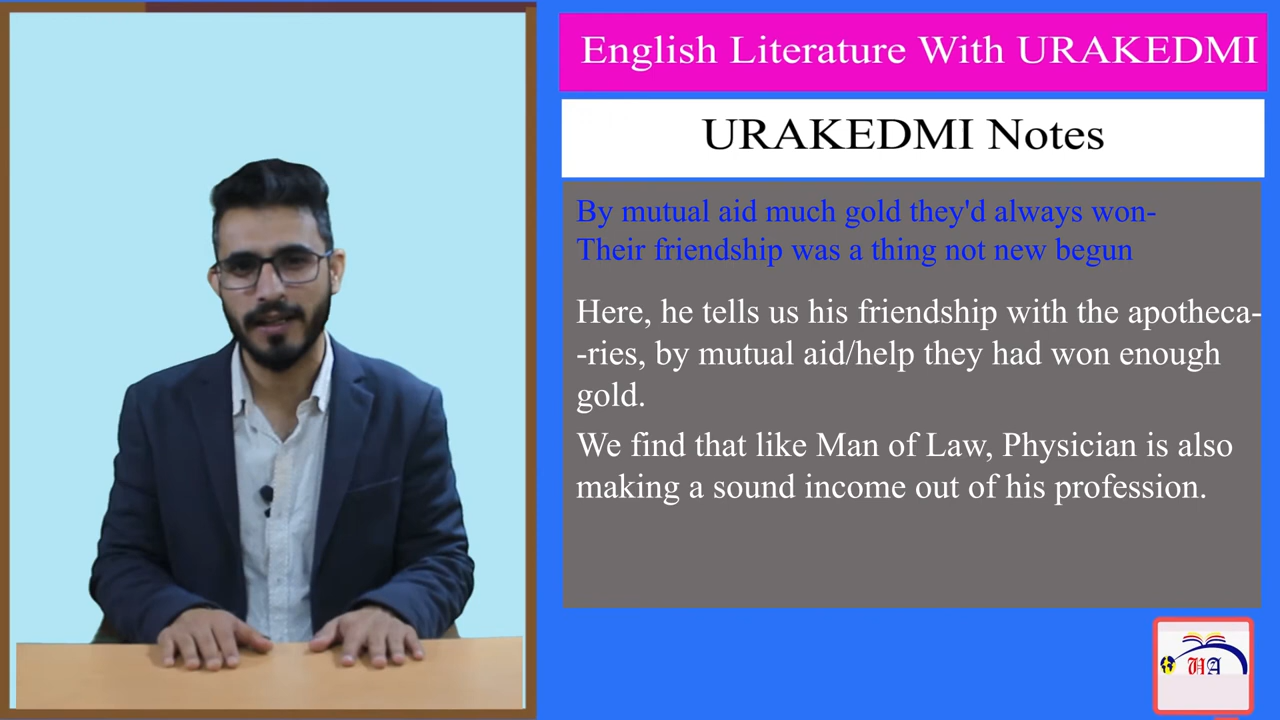 English Literature With URAKEDMI
URAKEDMI Notes
By mutual aid much gold they'd always won-
Their friendship was a thing not new begun
Here, he tells us his friendship with the apotheca-
-ries, by mutual aid/help they had won enough
gold.
We find that like Man of Law, Physician is also
making a sound income out of his profession.
UA